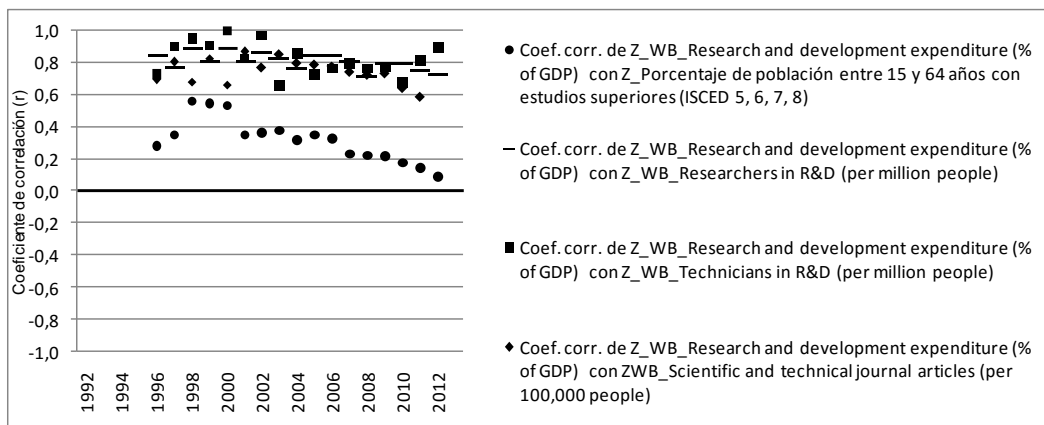 Coeficiente de correlación (r)
1,0
0,8
0,6
0,4
0,2
0,0
-0,2
-0,4
-0,6
-0,8
-1,0
1992
1994
1996
1998
2000
2002
2004
2006
2008
2010
2012
Coef. corr. de Z_WB_Research and development expenditure (%
of GDP) con Z_Porcentaje de población entre 15 y 64 años con
estudios superiores (ISCED 5, 6, 7, 8)
Coef. corr. de Z_WB_Research and development expenditure (%
of GDP) con Z_WB_Researchers in R&D (per million people)
Coef. corr. de Z_WB_Research and development expenditure (%
of GDP) con Z_WB_Technicians in R&D (per million people)
Coef. corr. de Z_WB_Research and development expenditure (%
of GDP) con ZWB_Scientific and technical journal articles (per
100,000 people)